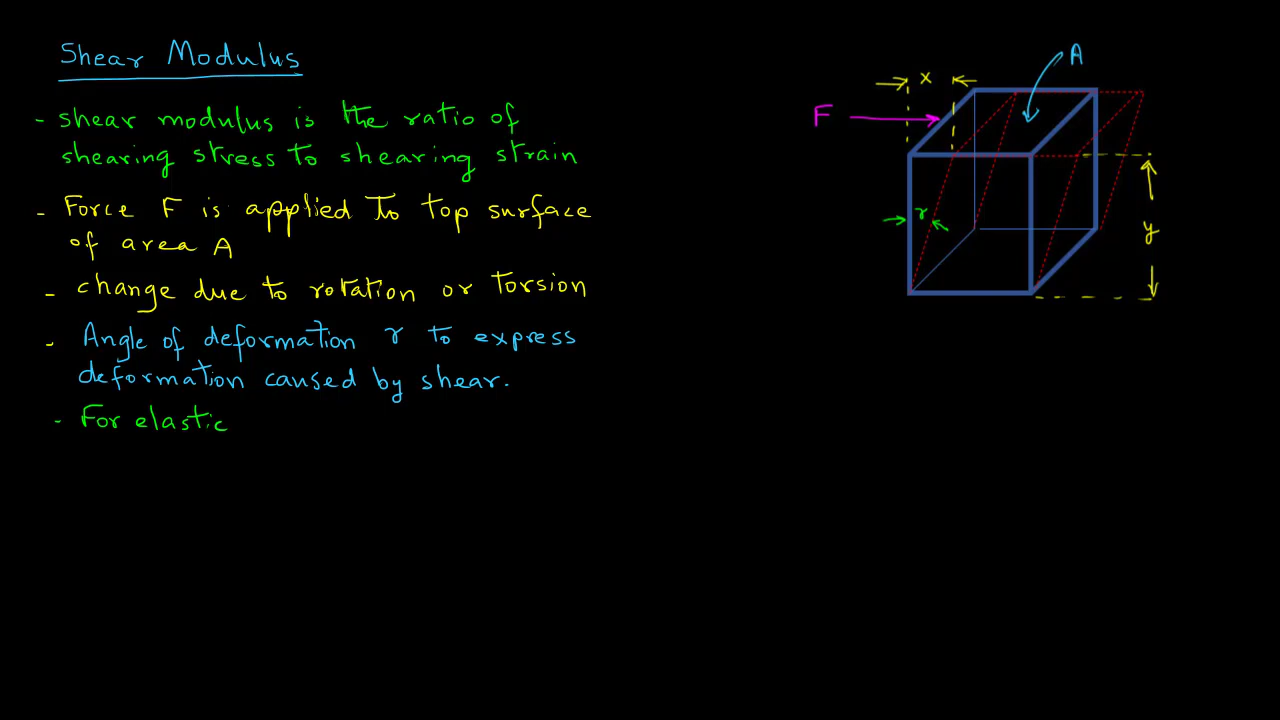 Shear Modulus
- shear modulus is the ratio of
shearing stress to shearing strain
- Force F is applied to top surface
of area A
- change due to rotation or torsion
- Angle of deformation γ to express
deformation caused by shear.
- For elastic
A
x
F
γ
y